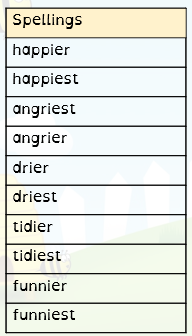 Spellings
happier
happiest
angriest
angrier
drier
driest
tidier
tidiest
funnier
funniest